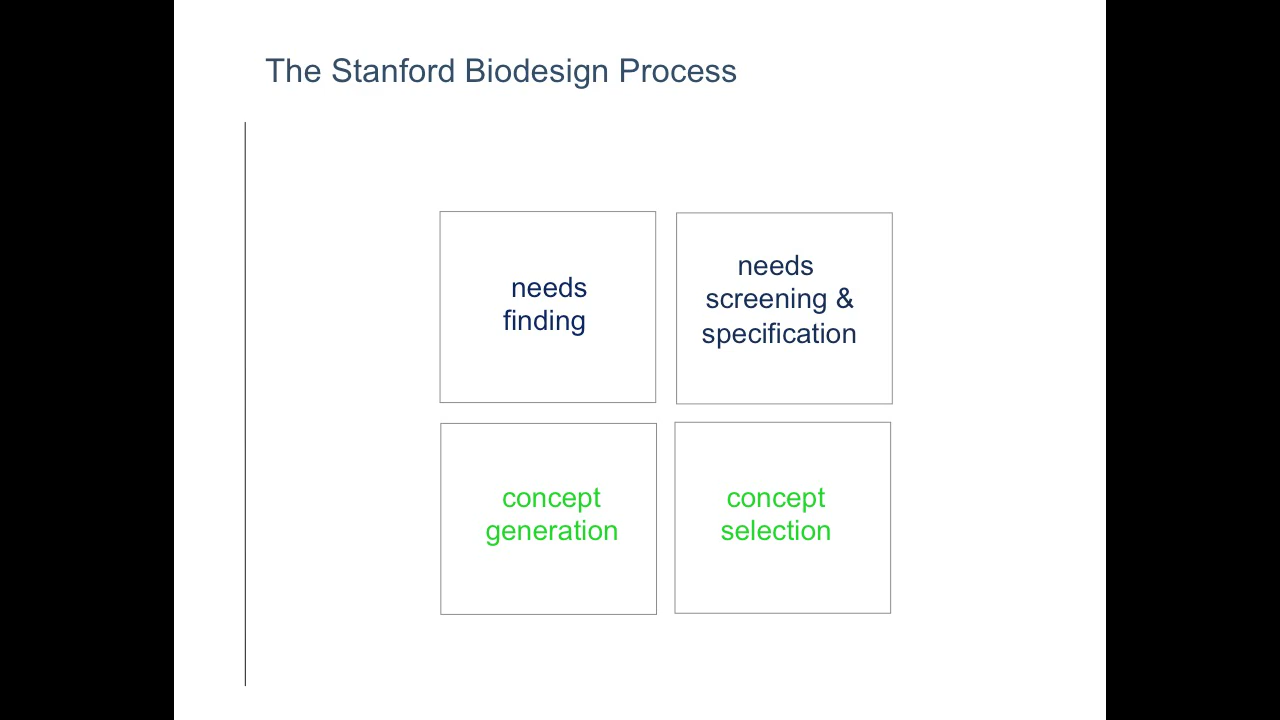 The Stanford Biodesign Process
needs
finding
needs
screening &
specification
concept
generation
concept
selection